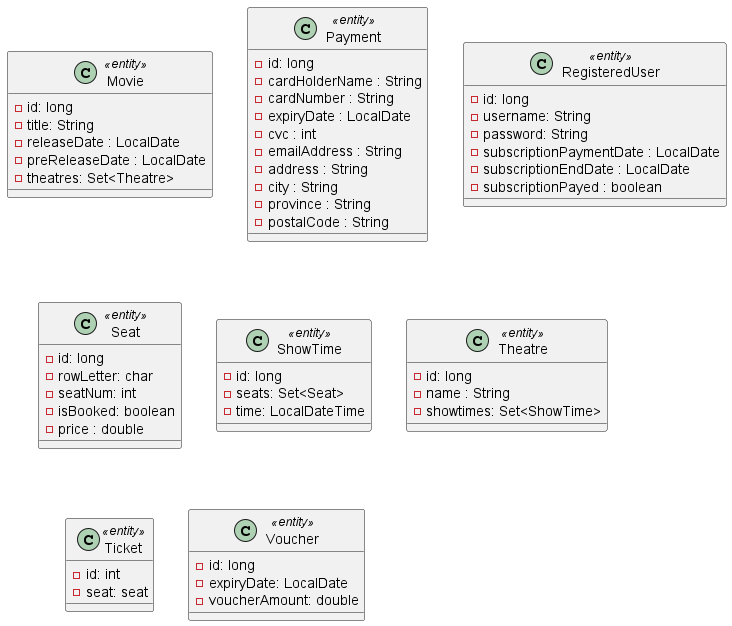 C «entity»
Movie
id: long
title: String
releaseDate : LocalDate
preReleaseDate : LocalDate
theatres: Set<Theatre>
C «entity»
Payment
id: long
cardHolderName : String
cardNumber : String
expiryDate : LocalDate
cvc : int
emailAddress : String
address : String
city : String
province : String
postalCode : String
C «entity»
RegisteredUser
id: long
username: String
password: String
subscriptionPaymentDate : LocalDate
subscriptionEndDate : LocalDate
subscriptionPayed : boolean
C «entity»
Seat
id: long
rowLetter: char
seatNum: int
isBooked: boolean
price : double
C «entity»
ShowTime
id: long
seats: Set<Seat>
time: LocalDateTime
C «entity»
Theatre
id: long
name : String
showtimes: Set<ShowTime>
C «entity»
Ticket
id: int
seat: seat
C «entity»
Voucher
id: long
expiryDate: LocalDate
voucherAmount: double